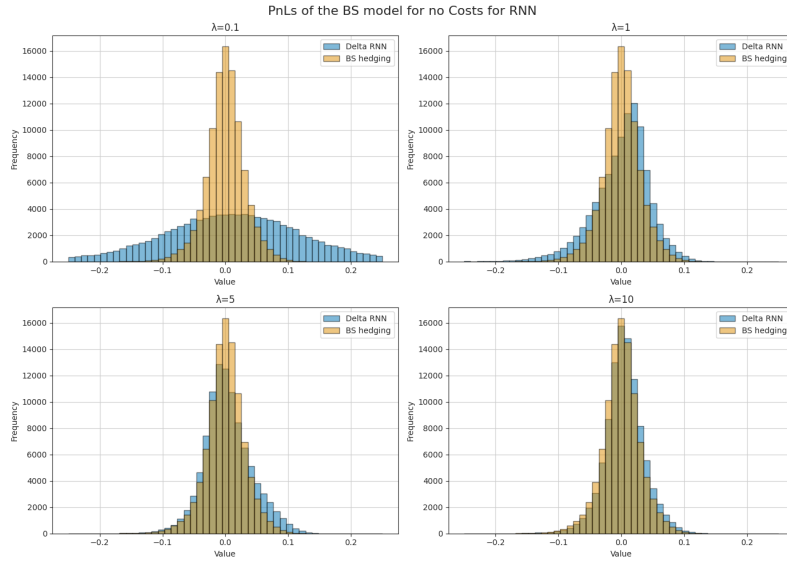 PnLs of the BS model for no Costs for RNN
λ=0.1
Frequency
16000
14000
12000
10000
8000
6000
4000
2000
0
−0.2
−0.1
0.0
0.1
0.2
Value
Delta RNN
BS hedging
λ=1
Frequency
16000
14000
12000
10000
8000
6000
4000
2000
0
−0.2
−0.1
0.0
0.1
0.2
Value
Delta RNN
BS hedging
λ=5
Frequency
16000
14000
12000
10000
8000
6000
4000
2000
0
−0.2
−0.1
0.0
0.1
0.2
Value
Delta RNN
BS hedging
λ=10
Frequency
16000
14000
12000
10000
8000
6000
4000
2000
0
−0.2
−0.1
0.0
0.1
0.2
Value
Delta RNN
BS hedging